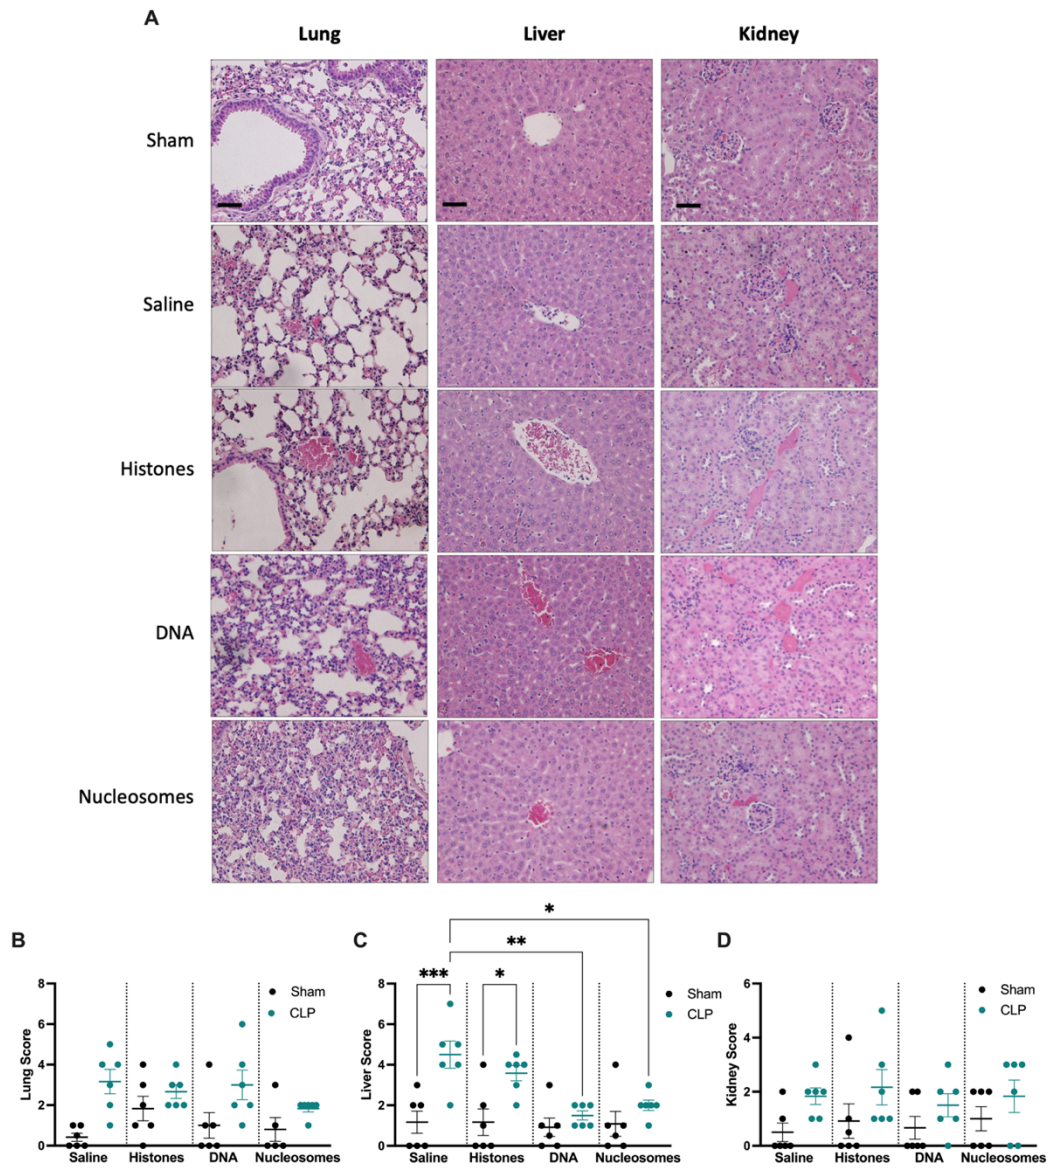 A
Lung Liver Kidney
Sham
Saline
Histones
DNA
Nucleosomes
B
Lung Score
8
6
4
2
0
Saline Histones DNA Nucleosomes
Sham
CLP
C
Liver Score
8
6
4
2
0
Saline Histones DNA Nucleosomes
*
**
***
*
Sham
CLP
D
Kidney Score
8
6
4
2
0
Saline Histones DNA Nucleosomes
Sham
CLP